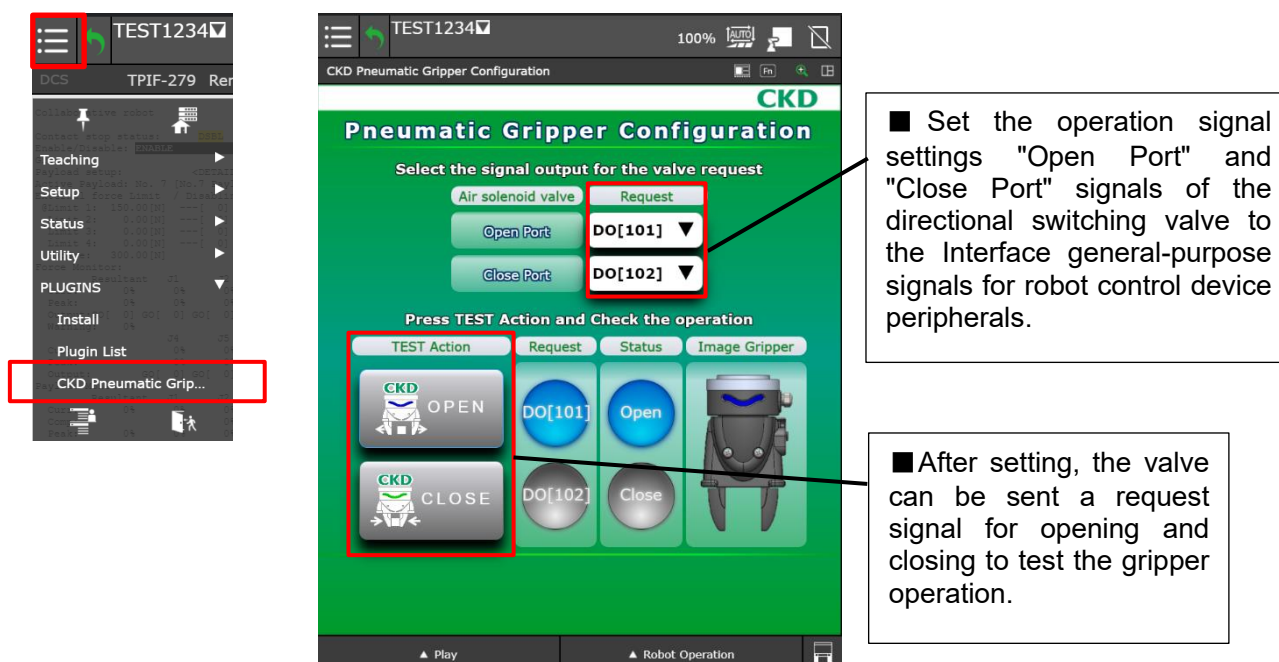 TEST1234
DCS TPIF-279 Rer
Teaching
Setup
Status
Utility
PLUGINS
Install
Plugin List
CKD Pneumatic Grip...
TEST1234
100% AUTO
CKD Pneumatic Gripper Configuration
Fn
CKD
Pneumatic Gripper Configuration
Select the signal output for the valve request
Air solenoid valve Request
Open Port DO[101] ▼
Close Port DO[102] ▼
Press TEST Action and Check the operation
TEST Action Request Status Image Gripper
CKD
OPEN DO[101] Open
CKD
CLOSE DO[102] Close
▲ Play ▲ Robot Operation
■ Set the operation signal
settings "Open Port" and
"Close Port" signals of the
directional switching valve to
the Interface general-purpose
signals for robot control device
peripherals.
■After setting, the valve
can be sent a request
signal for opening and
closing to test the gripper
operation.